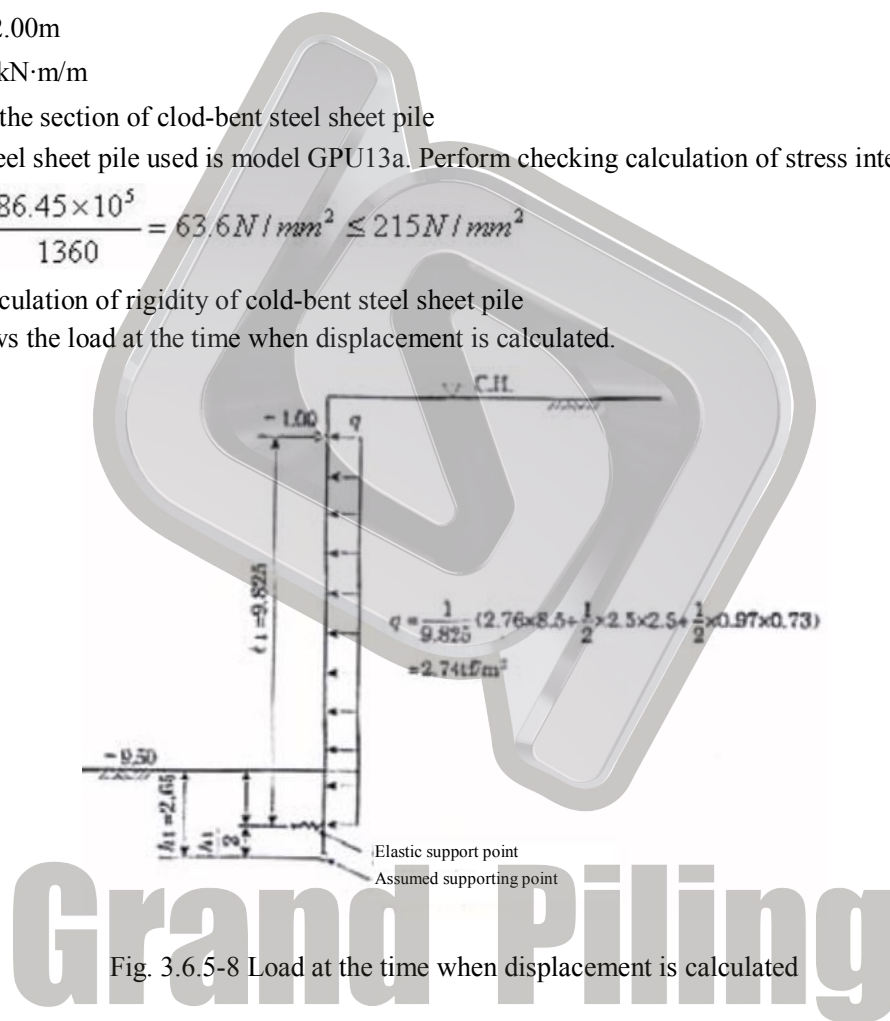 2.00m
kN·m/m
the section of clod-bent steel sheet pile
eel sheet pile used is model GPU13a. Perform checking calculation of stress inte
86.45×10⁵
/ 1360 = 63.6N/mm² ≤ 215N/mm²
culation of rigidity of cold-bent steel sheet pile
ws the load at the time when displacement is calculated.
- 1.00
q
ℓ1=9.825
q = 1/9.825 (2.76×8.5+1/2×2.5×2.5+1/2×0.97×0.73)
=2.74tf/m²
- 9.50
h1=2.65
h1/2
Elastic support point
Assumed supporting point
Fig. 3.6.5-8 Load at the time when displacement is calculated
Grand Piling